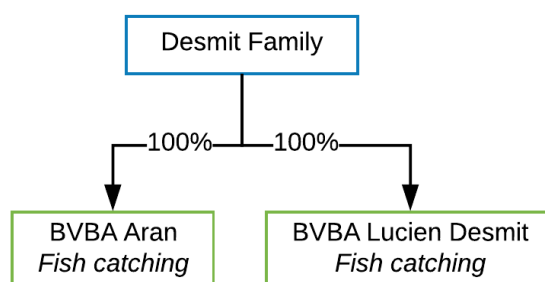 Desmit Family
100% 100%
BVBA Aran
Fish catching
BVBA Lucien Desmit
Fish catching